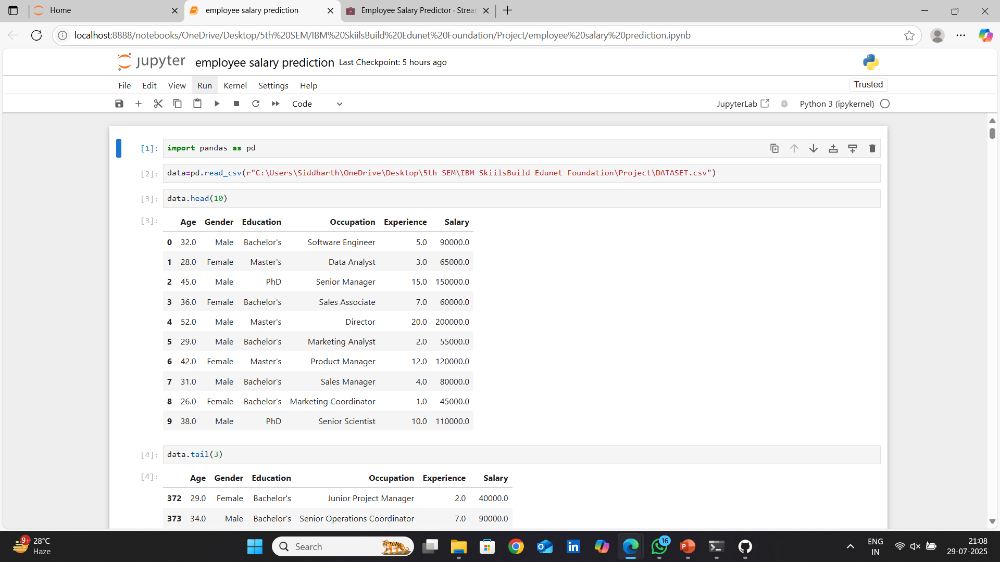 Home
employee salary prediction
Employee Salary Predictor · Strear
localhost:8888/notebooks/OneDrive/Desktop/5th%20SEM/IBM%20SkiilsBuild%20Edunet%20Foundation/Project/employee%20salary%20prediction.ipynb
jupyter employee salary prediction Last Checkpoint: 5 hours ago
File Edit View Run Kernel Settings Help
Trusted
Code
JupyterLab
Python 3 (ipykernel)
[1]: import pandas as pd
[2]: data=pd.read_csv(r"C:\Users\Siddharth\OneDrive\Desktop\5th SEM\IBM SkiilsBuild Edunet Foundation\Project\DATASET.csv")
[3]: data.head(10)
[3]: Age Gender Education Occupation Experience Salary
0 32.0 Male Bachelor's Software Engineer 5.0 90000.0
1 28.0 Female Master's Data Analyst 3.0 65000.0
2 45.0 Male PhD Senior Manager 15.0 150000.0
3 36.0 Female Bachelor's Sales Associate 7.0 60000.0
4 52.0 Male Master's Director 20.0 200000.0
5 29.0 Male Bachelor's Marketing Analyst 2.0 55000.0
6 42.0 Female Master's Product Manager 12.0 120000.0
7 31.0 Male Bachelor's Sales Manager 4.0 80000.0
8 26.0 Female Bachelor's Marketing Coordinator 1.0 45000.0
9 38.0 Male PhD Senior Scientist 10.0 110000.0
[4]: data.tail(3)
[4]: Age Gender Education Occupation Experience Salary
372 29.0 Female Bachelor's Junior Project Manager 2.0 40000.0
373 34.0 Male Bachelor's Senior Operations Coordinator 7.0 90000.0
9+
28°C
Haze
Search
16
ENG
IN
21:08
29-07-2025